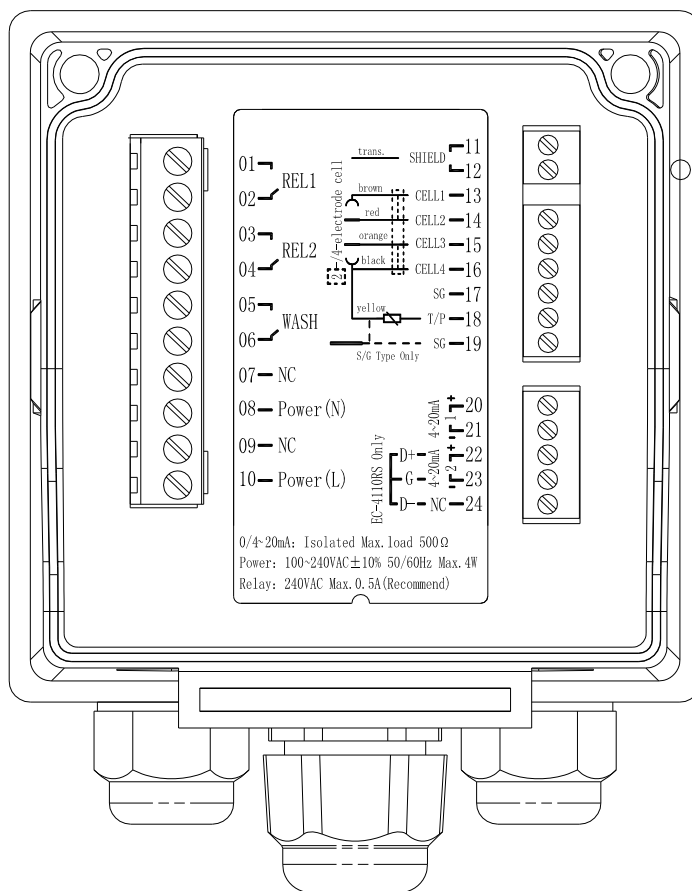 01
02
REL1
03
04
REL2
05
06
WASH
07 NC
08 Power(N)
09 NC
10 Power(L)
2-/4-electrode cell
trans.
SHIELD
11
12
brown
CELL1
13
red
CELL2
14
orange
CELL3
15
black
CELL4
16
SG
17
yellow
T/P
18
SG
19
S/G Type Only
EC-4110RS Only
D+
G
D-
NC
4~20mA
1
+
-
20
21
4~20mA
2
+
-
22
23
24
0/4~20mA: Isolated Max.load 500Ω
Power: 100~240VAC±10% 50/60Hz Max.4W
Relay: 240VAC Max.0.5A(Recommend)